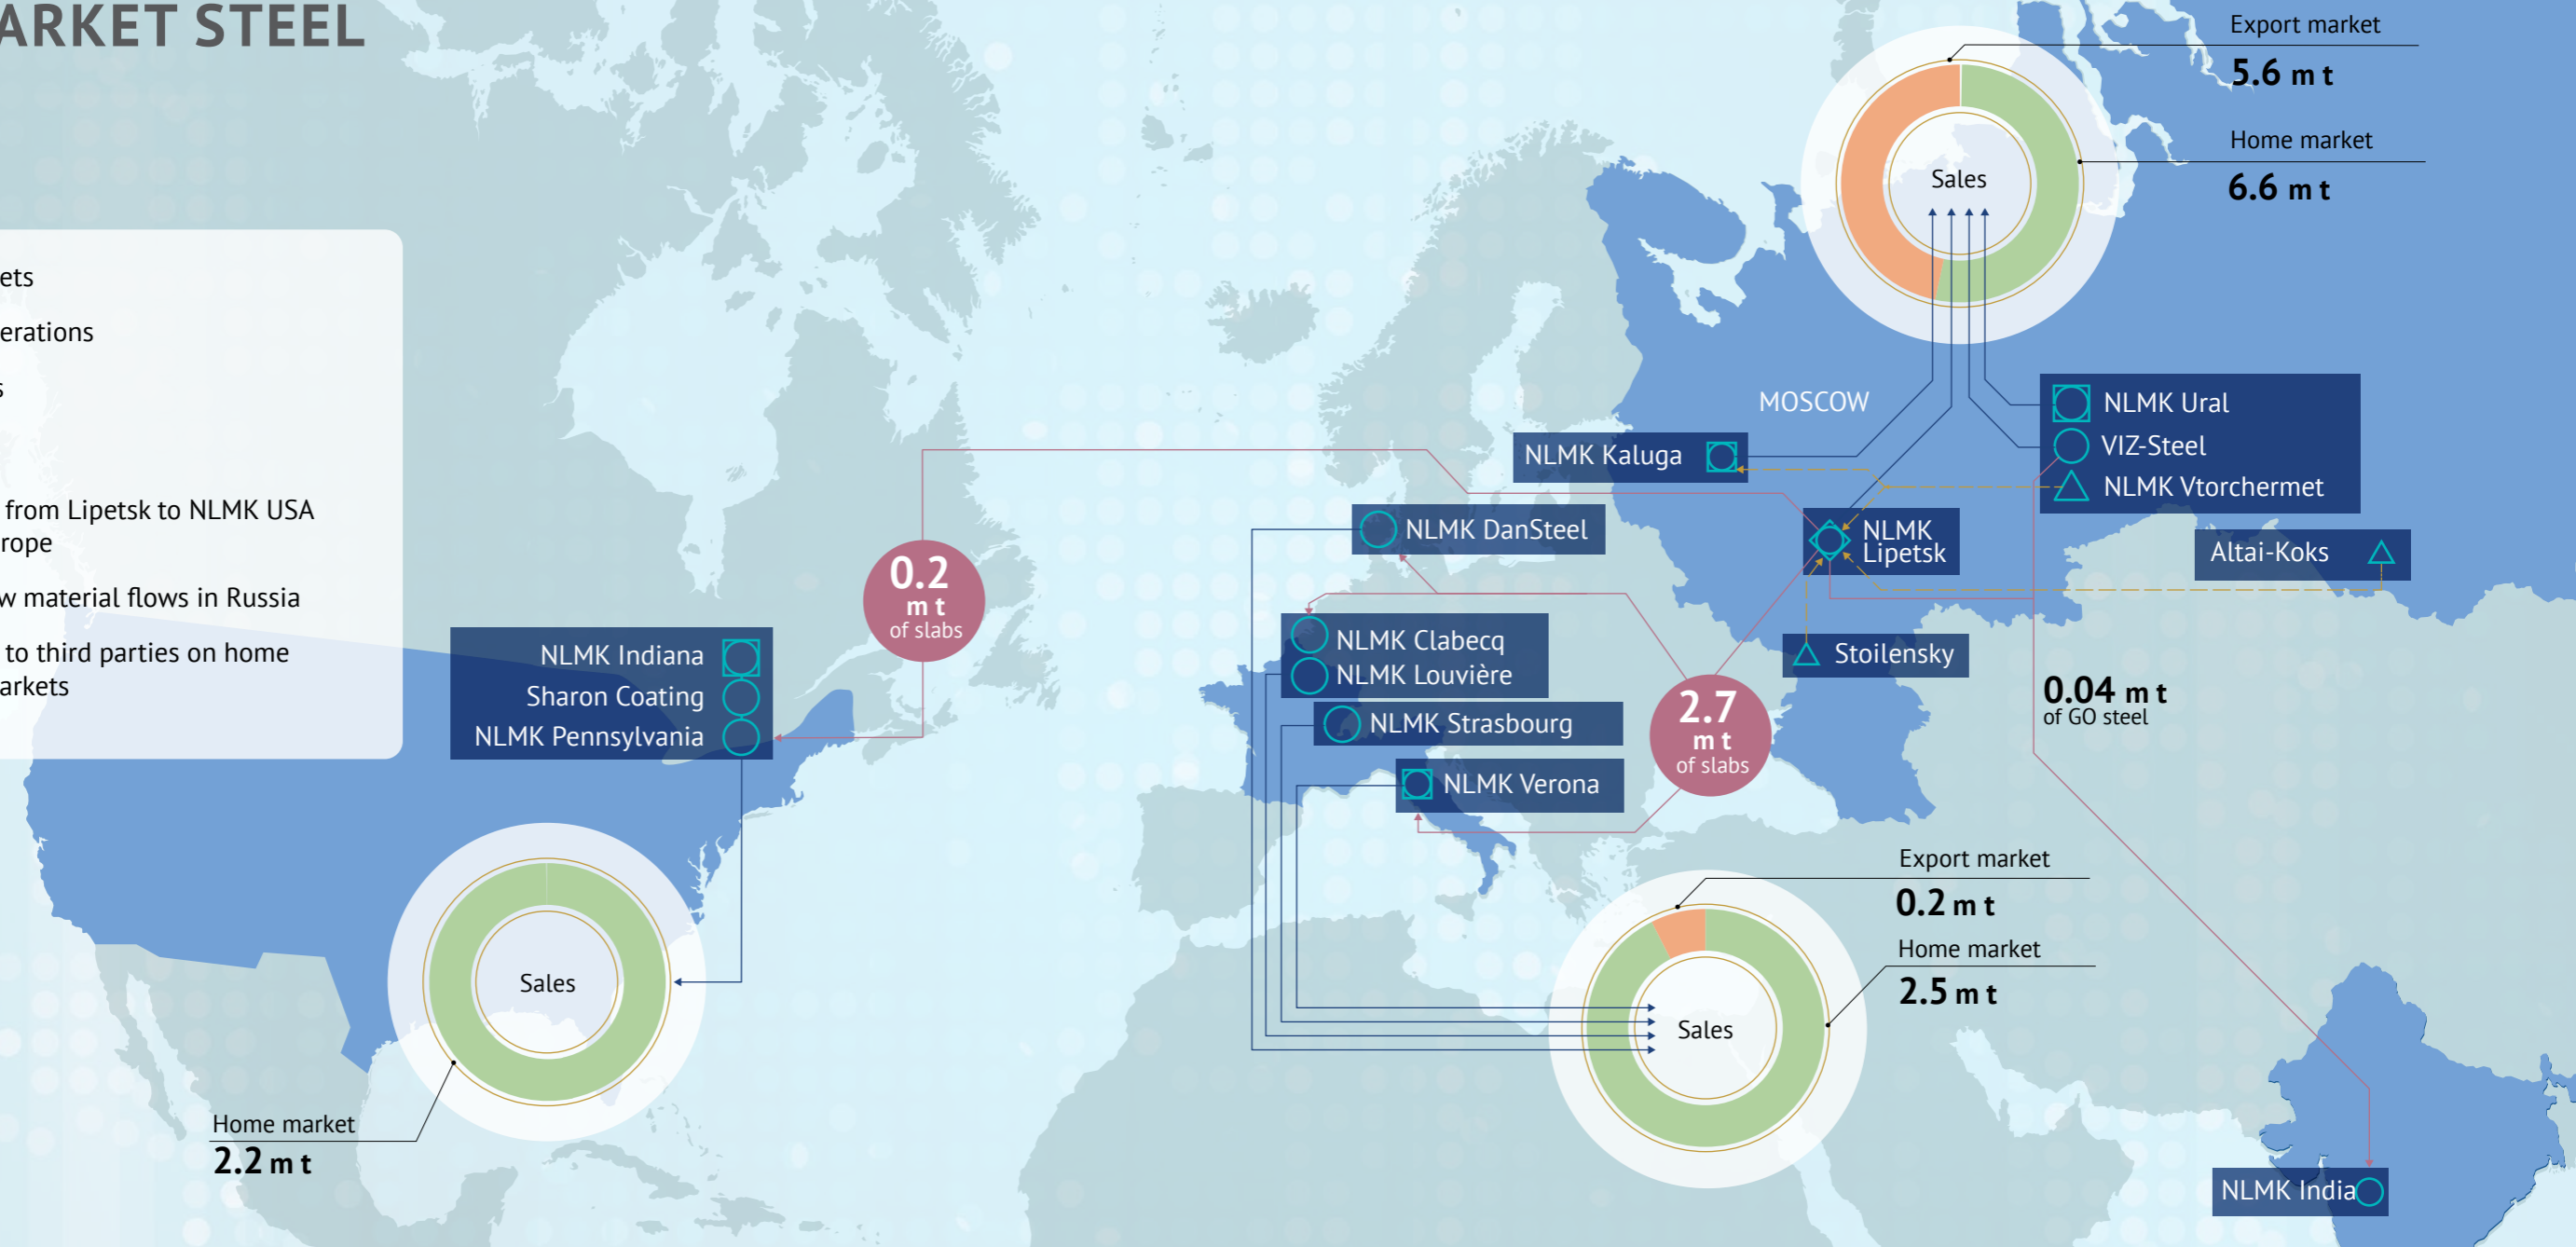 ARKET STEEL
ets
erations
s
from Lipetsk to NLMK USA
rope
w material flows in Russia
to third parties on home
arkets
Export market
5.6 m t
Home market
6.6 m t
Sales
MOSCOW
NLMK Kaluga
NLMK Ural
VIZ-Steel
NLMK Vtorchermet
NLMK DanSteel
NLMK
Lipetsk
Altai-Koks
0.2
m t
of slabs
NLMK Clabecq
NLMK Louvière
Stoilensky
NLMK Indiana
Sharon Coating
NLMK Pennsylvania
NLMK Strasbourg
2.7
m t
of slabs
0.04 m t
of GO steel
NLMK Verona
Export market
0.2 m t
Home market
2.5 m t
Sales
Sales
Home market
2.2 m t
NLMK India